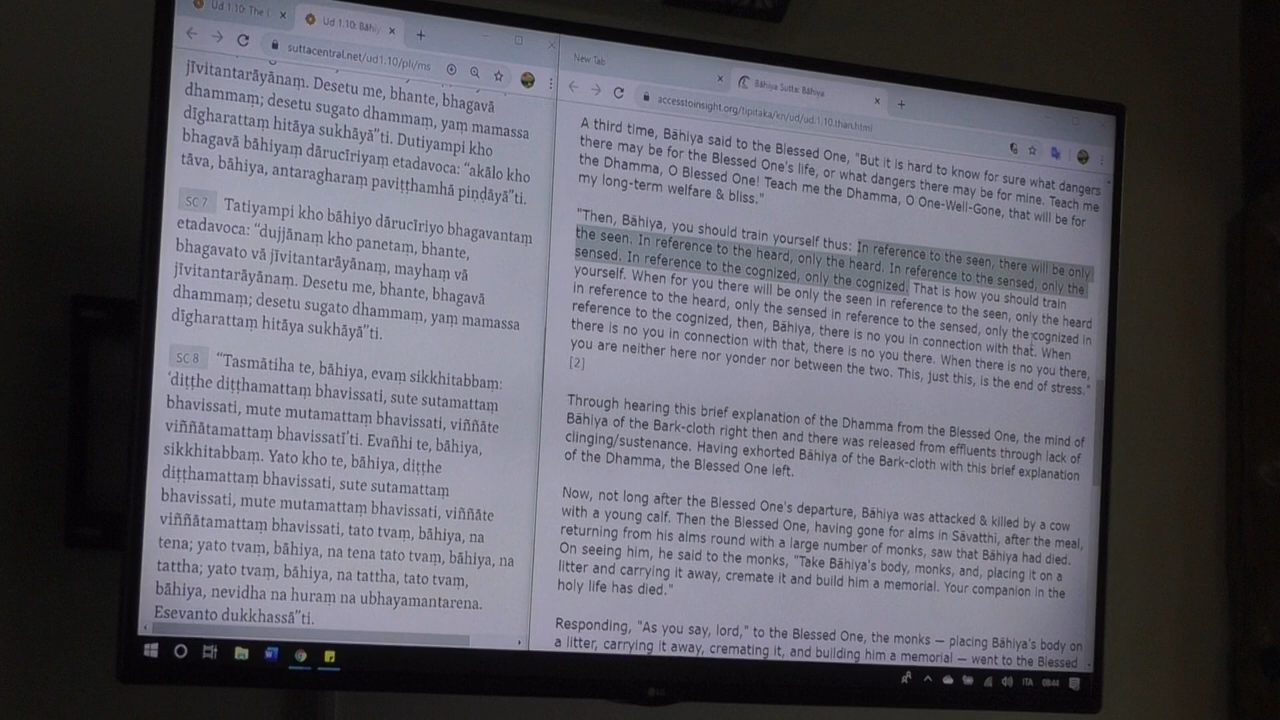 Ud 1.10: The
Ud 1.10: Bāhiy
suttacentral.net/ud1.10/pli/ms
jīvitantarāyānaṃ. Desetu me, bhante, bhagavā
dhammaṃ; desetu sugato dhammaṃ, yaṃ mamassa
dīgharattaṃ hitāya sukhāyā”ti. Dutiyampi kho
bhagavā bāhiyaṃ dārucīriyaṃ etadavoca: “akālo kho
tāva, bāhiya, antaragharaṃ paviṭṭhamhā piṇḍāyā”ti.
SC 7 Tatiyampi kho bāhiyo dārucīriyo bhagavantaṃ
etadavoca: “dujjānaṃ kho panetaṃ, bhante,
bhagavato vā jīvitantarāyānaṃ, mayhaṃ vā
jīvitantarāyānaṃ. Desetu me, bhante, bhagavā
dhammaṃ; desetu sugato dhammaṃ, yaṃ mamassa
dīgharattaṃ hitāya sukhāyā”ti.
SC 8 “Tasmātiha te, bāhiya, evaṃ sikkhitabbaṃ:
‘diṭṭhe diṭṭhamattaṃ bhavissati, sute sutamattaṃ
bhavissati, mute mutamattaṃ bhavissati, viññāte
viññātamattaṃ bhavissatī’ti. Evañhi te, bāhiya,
sikkhitabbaṃ. Yato kho te, bāhiya, diṭṭhe
diṭṭhamattaṃ bhavissati, sute sutamattaṃ
bhavissati, mute mutamattaṃ bhavissati, viññāte
viññātamattaṃ bhavissati, tato tvaṃ, bāhiya, na
tena; yato tvaṃ, bāhiya, na tena tato tvaṃ, bāhiya, na
tattha; yato tvaṃ, bāhiya, na tattha, tato tvaṃ,
bāhiya, nevidha na huraṃ na ubhayamantarena.
Esevanto dukkhassā”ti.
New Tab
Bāhiya Sutta: Bāhiya
accesstoinsight.org/tipitaka/kn/ud/ud.1.10.than.html
A third time, Bāhiya said to the Blessed One, "But it is hard to know for sure what dangers
there may be for the Blessed One's life, or what dangers there may be for mine. Teach me
the Dhamma, O Blessed One! Teach me the Dhamma, O One-Well-Gone, that will be for
my long-term welfare & bliss."
"Then, Bāhiya, you should train yourself thus: In reference to the seen, there will be only
the seen. In reference to the heard, only the heard. In reference to the sensed, only the
sensed. In reference to the cognized, only the cognized. That is how you should train
yourself. When for you there will be only the seen in reference to the seen, only the heard
in reference to the heard, only the sensed in reference to the sensed, only the cognized in
reference to the cognized, then, Bāhiya, there is no you in connection with that. When
there is no you in connection with that, there is no you there. When there is no you there,
you are neither here nor yonder nor between the two. This, just this, is the end of stress."
[2]
Through hearing this brief explanation of the Dhamma from the Blessed One, the mind of
Bāhiya of the Bark-cloth right then and there was released from effluents through lack of
clinging/sustenance. Having exhorted Bāhiya of the Bark-cloth with this brief explanation
of the Dhamma, the Blessed One left.
Now, not long after the Blessed One's departure, Bāhiya was attacked & killed by a cow
with a young calf. Then the Blessed One, having gone for alms in Sāvatthī, after the meal,
returning from his alms round with a large number of monks, saw that Bāhiya had died.
On seeing him, he said to the monks, "Take Bāhiya's body, monks, and, placing it on a
litter and carrying it away, cremate it and build him a memorial. Your companion in the
holy life has died."
Responding, "As you say, lord," to the Blessed One, the monks — placing Bāhiya's body on
a litter, carrying it away, cremating it, and building him a memorial — went to the Blessed
ITA 08:44
LG